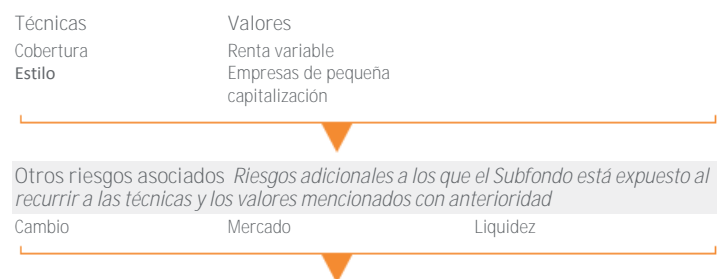 Técnicas Valores
Cobertura Renta variable
Estilo Empresas de pequeña
capitalización
Otros riesgos asociados Riesgos adicionales a los que el Subfondo está expuesto al
recurrir a las técnicas y los valores mencionados con anterioridad
Cambio Mercado Liquidez